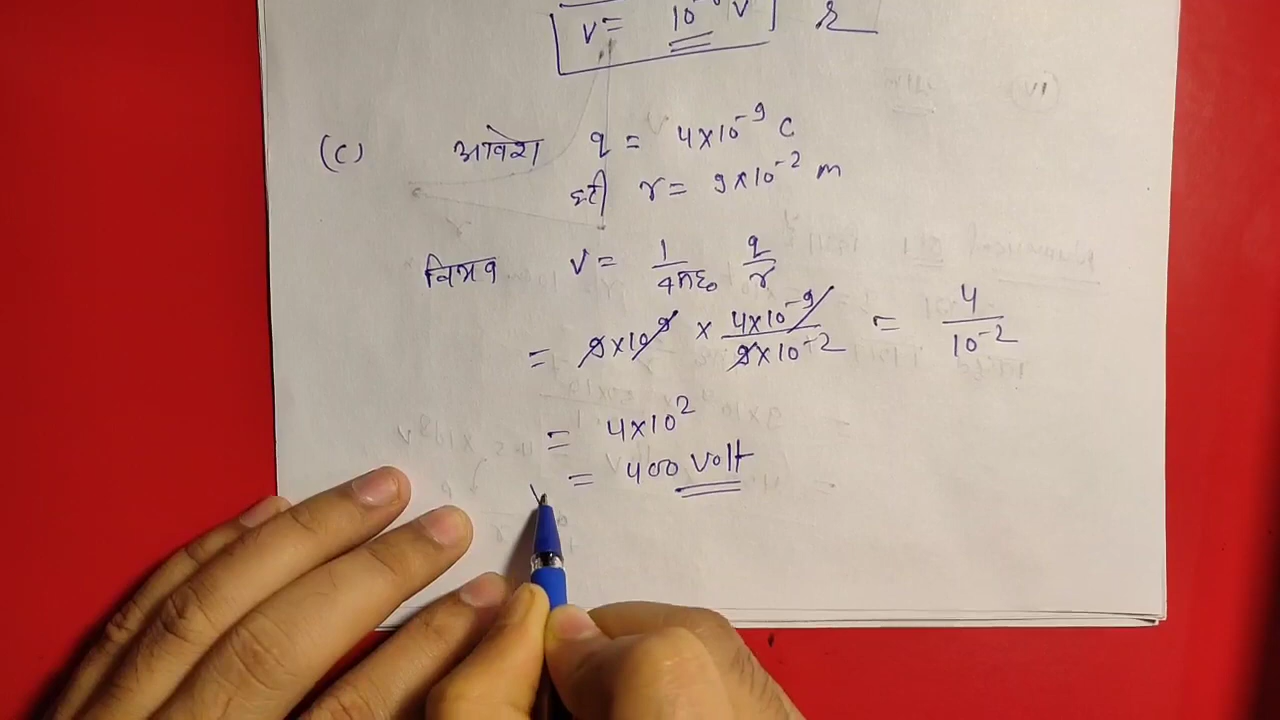 V = 10 V
(C) आवेश q = 4×10⁻⁹ C
दूरी r = 9×10⁻² m
विभव V = 1/4πε₀ q/r
= 9×10⁹ × 4×10⁻⁹/9×10⁻² = 4/10⁻²
= 4×10²
= 400 volt